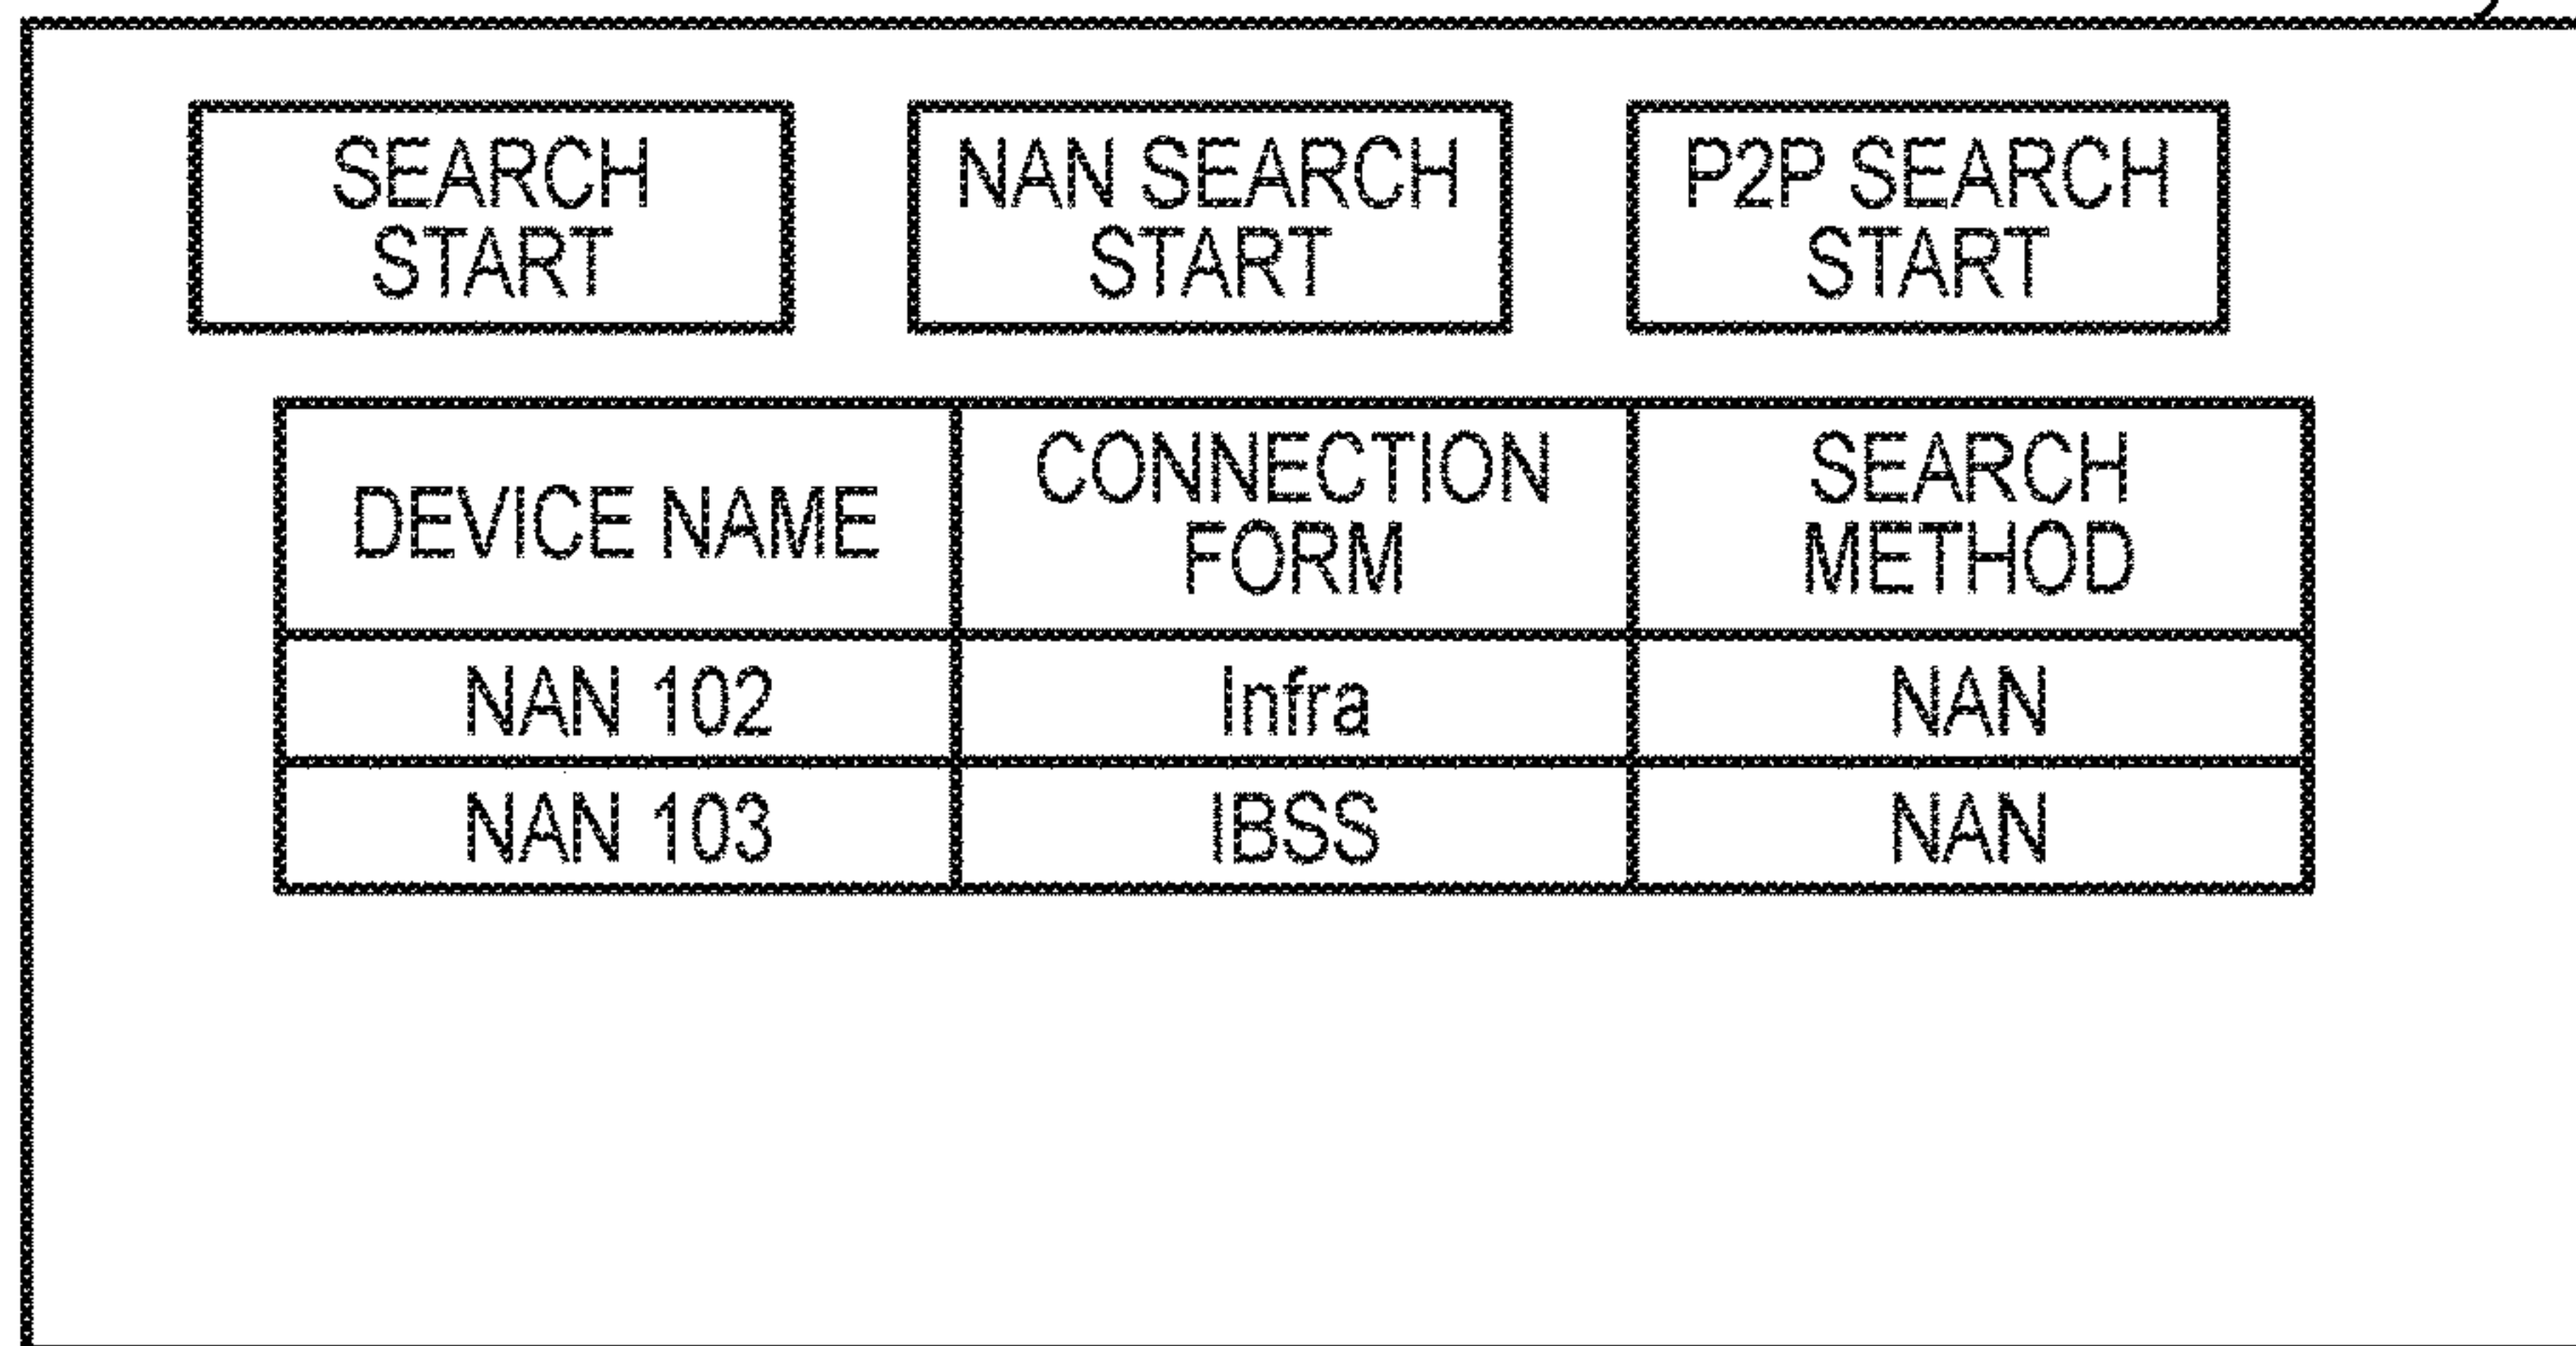 SEARCH
START
NAN SEARCH
START
P2P SEARCH
START
DEVICE NAME
CONNECTION
FORM
SEARCH
METHOD
NAN 102
Infra
NAN
NAN 103
IBSS
NAN